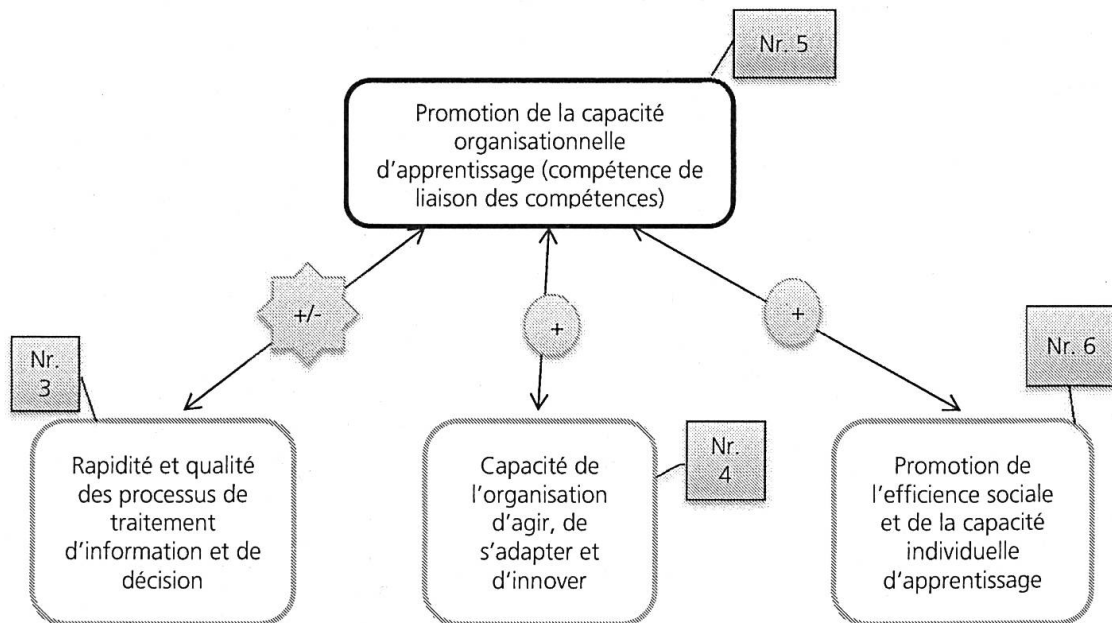 Nr. 5
Promotion de la capacité
organisationnelle
d'apprentissage (compétence de
liaison des compétences)
+/-
+
+
Nr.
3
Nr. 6
Rapidité et qualité
des processus de
traitement
d'information et de
décision
Capacité de
l'organisation
d'agir, de
s'adapter et
d'innover
Nr.
4
Promotion de
l'efficience sociale
et de la capacité
individuelle
d'apprentissage